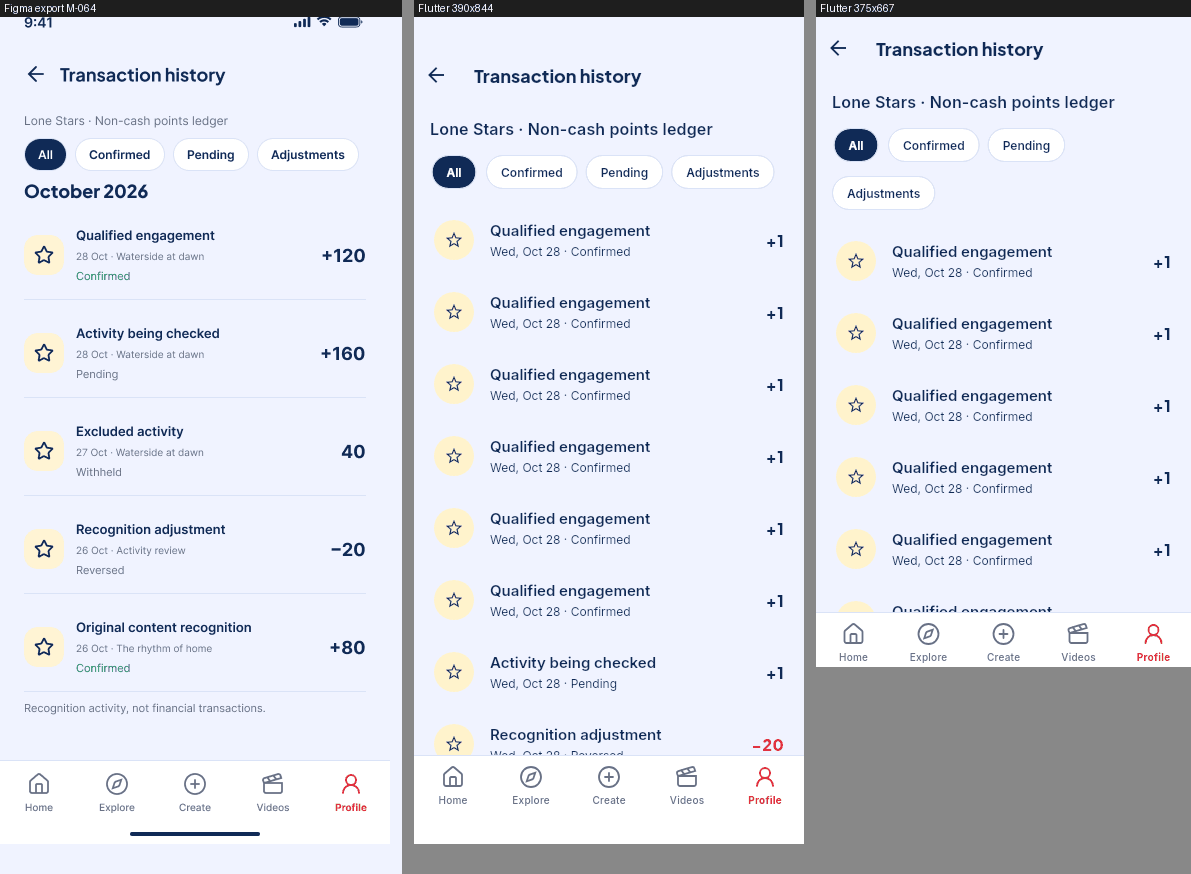 Figma export M-064
9:41
Transaction history
Lone Stars · Non-cash points ledger
All
Confirmed
Pending
Adjustments
October 2026
Qualified engagement
28 Oct · Waterside at dawn
Confirmed
+120
Activity being checked
28 Oct · Waterside at dawn
Pending
+160
Excluded activity
27 Oct · Waterside at dawn
Withheld
40
Recognition adjustment
26 Oct · Activity review
Reversed
−20
Original content recognition
26 Oct · The rhythm of home
Confirmed
+80
Recognition activity, not financial transactions.
Home
Explore
Create
Videos
Profile
Flutter 390x844
Transaction history
Lone Stars · Non-cash points ledger
All
Confirmed
Pending
Adjustments
Qualified engagement
Wed, Oct 28 · Confirmed
+1
Qualified engagement
Wed, Oct 28 · Confirmed
+1
Qualified engagement
Wed, Oct 28 · Confirmed
+1
Qualified engagement
Wed, Oct 28 · Confirmed
+1
Qualified engagement
Wed, Oct 28 · Confirmed
+1
Qualified engagement
Wed, Oct 28 · Confirmed
+1
Activity being checked
Wed, Oct 28 · Pending
+1
Recognition adjustment
Wed, Oct 28 · Reversed
−20
Home
Explore
Create
Videos
Profile
Flutter 375x667
Transaction history
Lone Stars · Non-cash points ledger
All
Confirmed
Pending
Adjustments
Qualified engagement
Wed, Oct 28 · Confirmed
+1
Qualified engagement
Wed, Oct 28 · Confirmed
+1
Qualified engagement
Wed, Oct 28 · Confirmed
+1
Qualified engagement
Wed, Oct 28 · Confirmed
+1
Qualified engagement
Wed, Oct 28 · Confirmed
+1
Qualified engagement
Home
Explore
Create
Videos
Profile